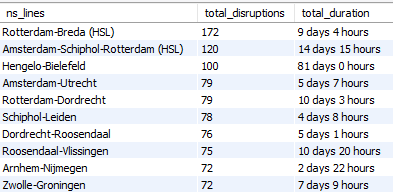 ns_lines total_disruptions total_duration
Rotterdam-Breda (HSL) 172 9 days 4 hours
Amsterdam-Schiphol-Rotterdam (HSL) 120 14 days 15 hours
Hengelo-Bielefeld 100 81 days 0 hours
Amsterdam-Utrecht 79 5 days 7 hours
Rotterdam-Dordrecht 79 10 days 3 hours
Schiphol-Leiden 78 4 days 8 hours
Dordrecht-Roosendaal 76 5 days 1 hours
Roosendaal-Vlissingen 75 10 days 20 hours
Arnhem-Nijmegen 72 2 days 22 hours
Zwolle-Groningen 72 7 days 9 hours